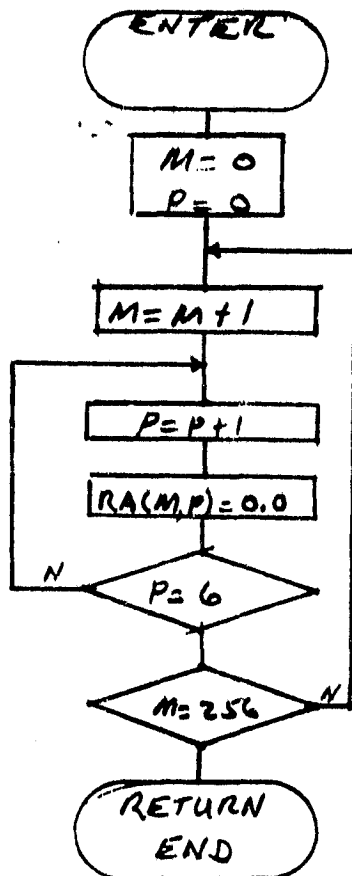 ENTER
M = 0
P = 0
M = M + 1
P = P + 1
RA(M,P) = 0.0
N
P = 6
M = 256
N
RETURN
END